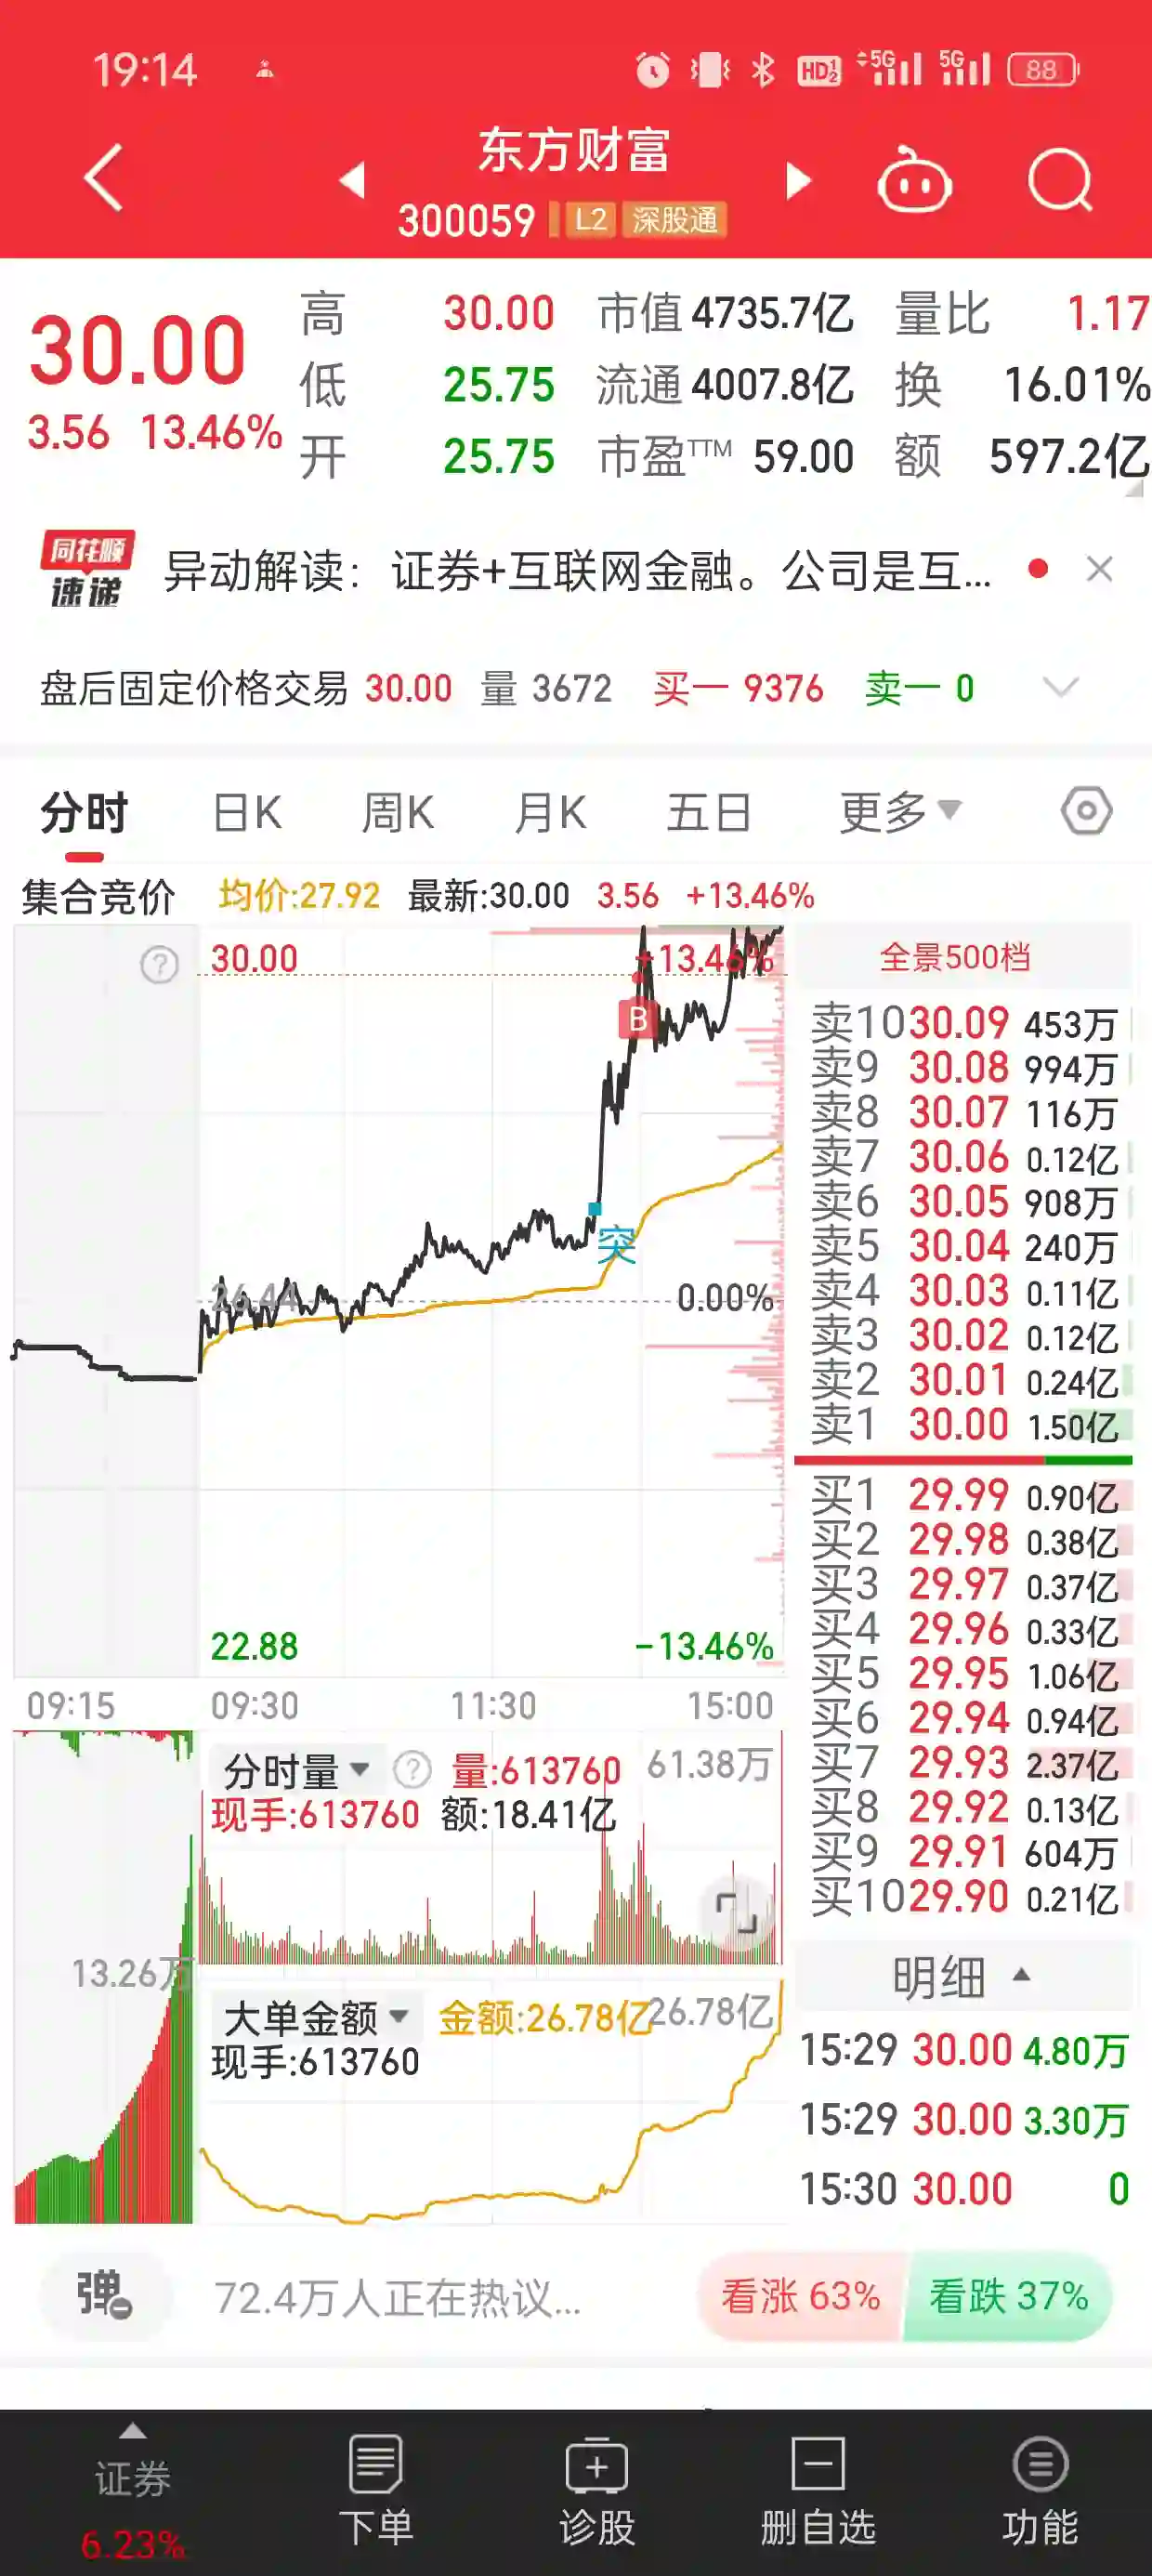 19:14 HD 1 2 5G 5G 88
东方财富
300059 L2 深股通
30.00
3.56 13.46%
高 30.00 市值 4735.7亿 量比 1.17
低 25.75 流通 4007.8亿 换 16.01%
开 25.75 市盈TTM 59.00 额 597.2亿
同花顺
速递
异动解读：证券+互联网金融。公司是互...
盘后固定价格交易 30.00 量 3672 买一 9376 卖一 0
分时 日K 周K 月K 五日 更多
集合竞价 均价:27.92 最新:30.00 3.56 +13.46%
? 30.00 +13.46%
B
突
26.44 0.00%
22.88 -13.46%
09:15 09:30 11:30 15:00
分时量 ? 量:613760 61.38万
现手:613760 额:18.41亿
13.26万
大单金额 金额:26.78亿 26.78亿
现手:613760
全景500档
卖10 30.09 453万
卖9 30.08 994万
卖8 30.07 116万
卖7 30.06 0.12亿
卖6 30.05 908万
卖5 30.04 240万
卖4 30.03 0.11亿
卖3 30.02 0.12亿
卖2 30.01 0.24亿
卖1 30.00 1.50亿
买1 29.99 0.90亿
买2 29.98 0.38亿
买3 29.97 0.37亿
买4 29.96 0.33亿
买5 29.95 1.06亿
买6 29.94 0.94亿
买7 29.93 2.37亿
买8 29.92 0.13亿
买9 29.91 604万
买10 29.90 0.21亿
明细
15:29 30.00 4.80万
15:29 30.00 3.30万
15:30 30.00 0
弹 72.4万人正在热议... 看涨 63% 看跌 37%
证券 下单 诊股 删自选 功能
6.23%